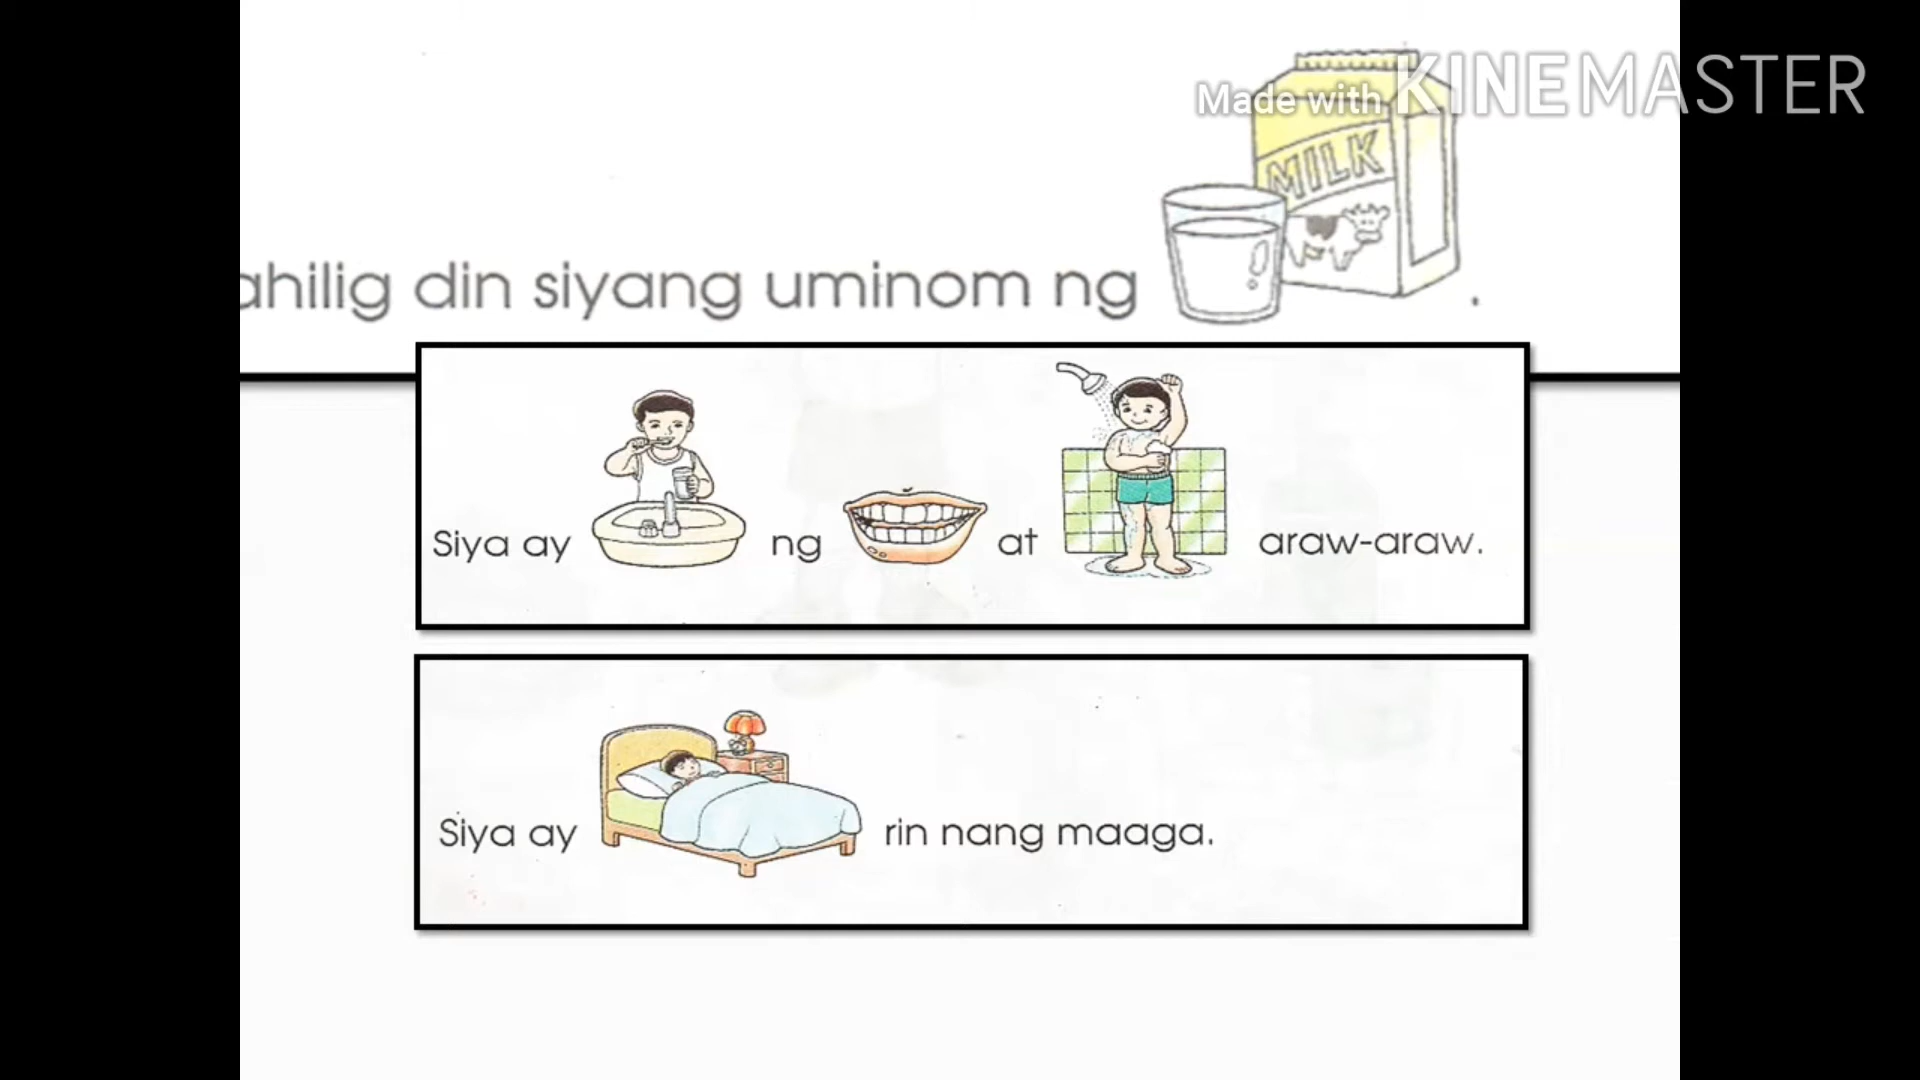 Made with KINEMASTER
MILK
ahilig din siyang uminom ng .
Siya ay ng at araw-araw.
Siya ay rin nang maaga.